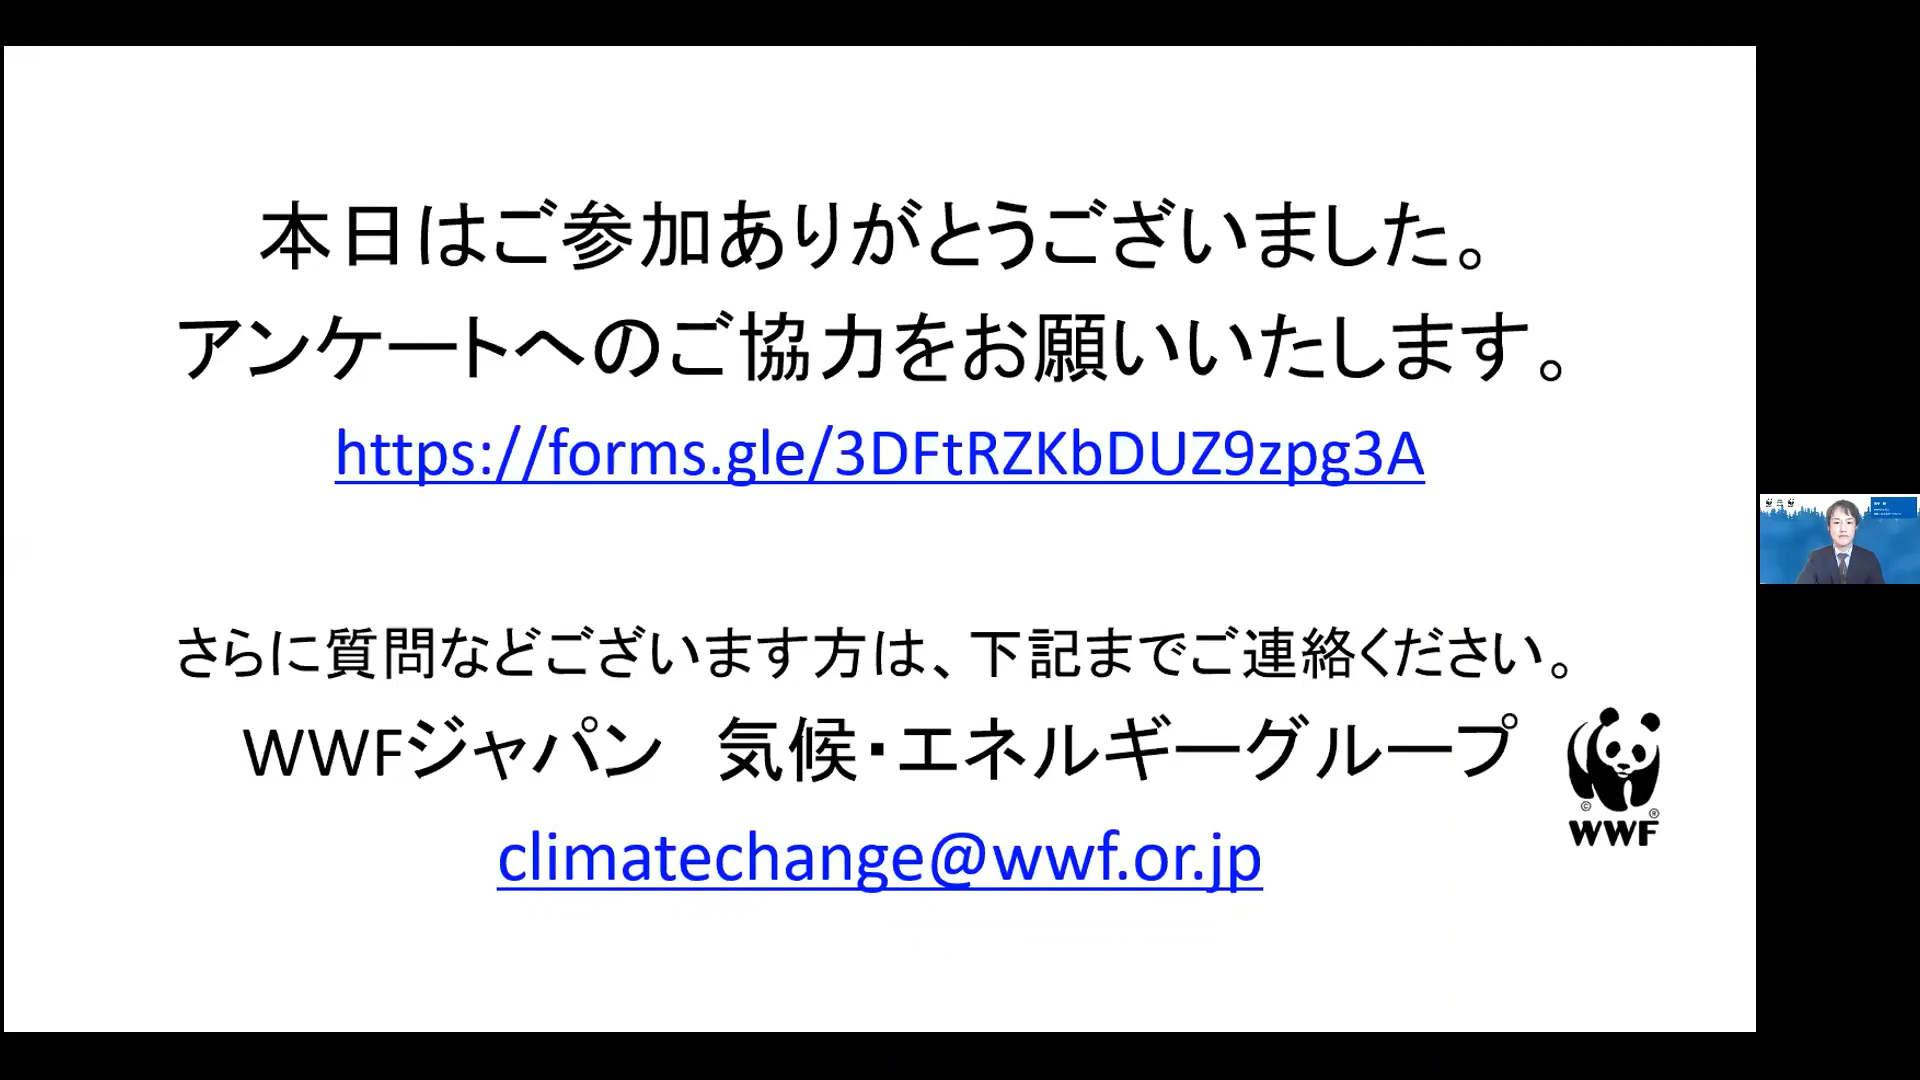 本日はご参加ありがとうございました。
アンケートへのご協力をお願いいたします。
https://forms.gle/3DFtRZKbDUZ9zpg3A
さらに質問などございます方は、下記までご連絡ください。
WWFジャパン　気候・エネルギーグループ
©
®
WWF
climatechange@wwf.or.jp